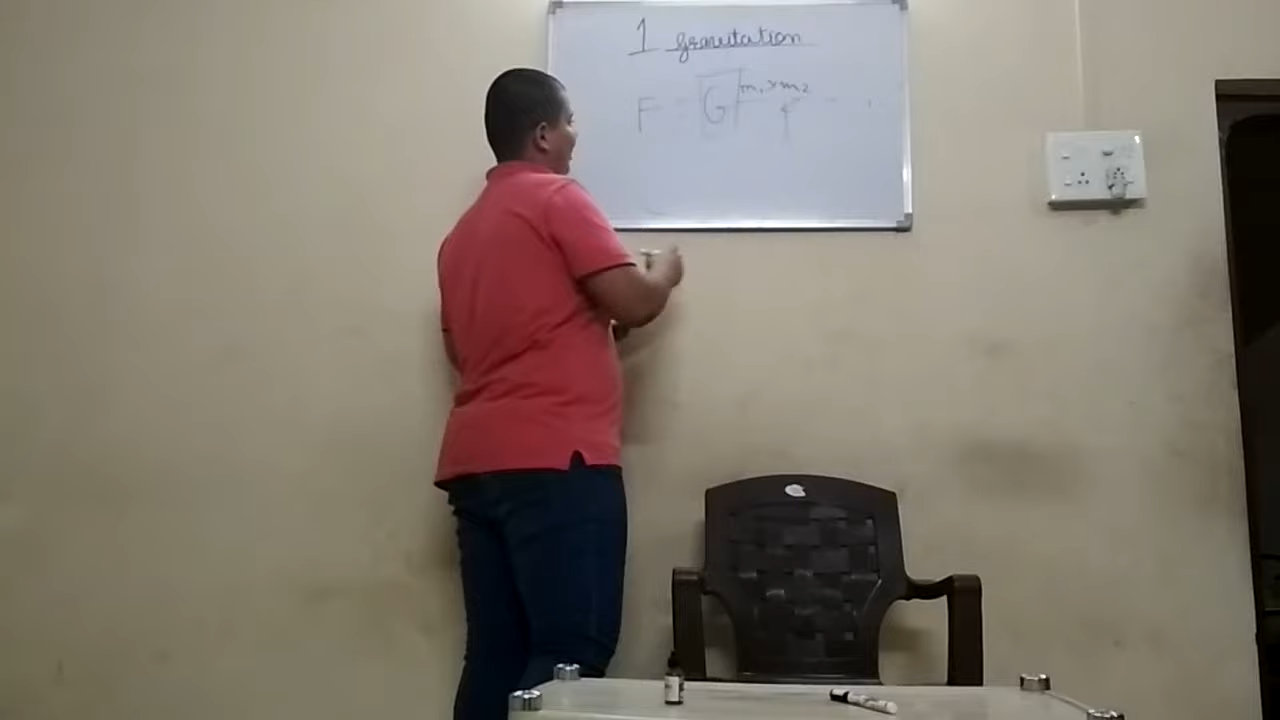 1 gravitation
F = G m₁ × m₂